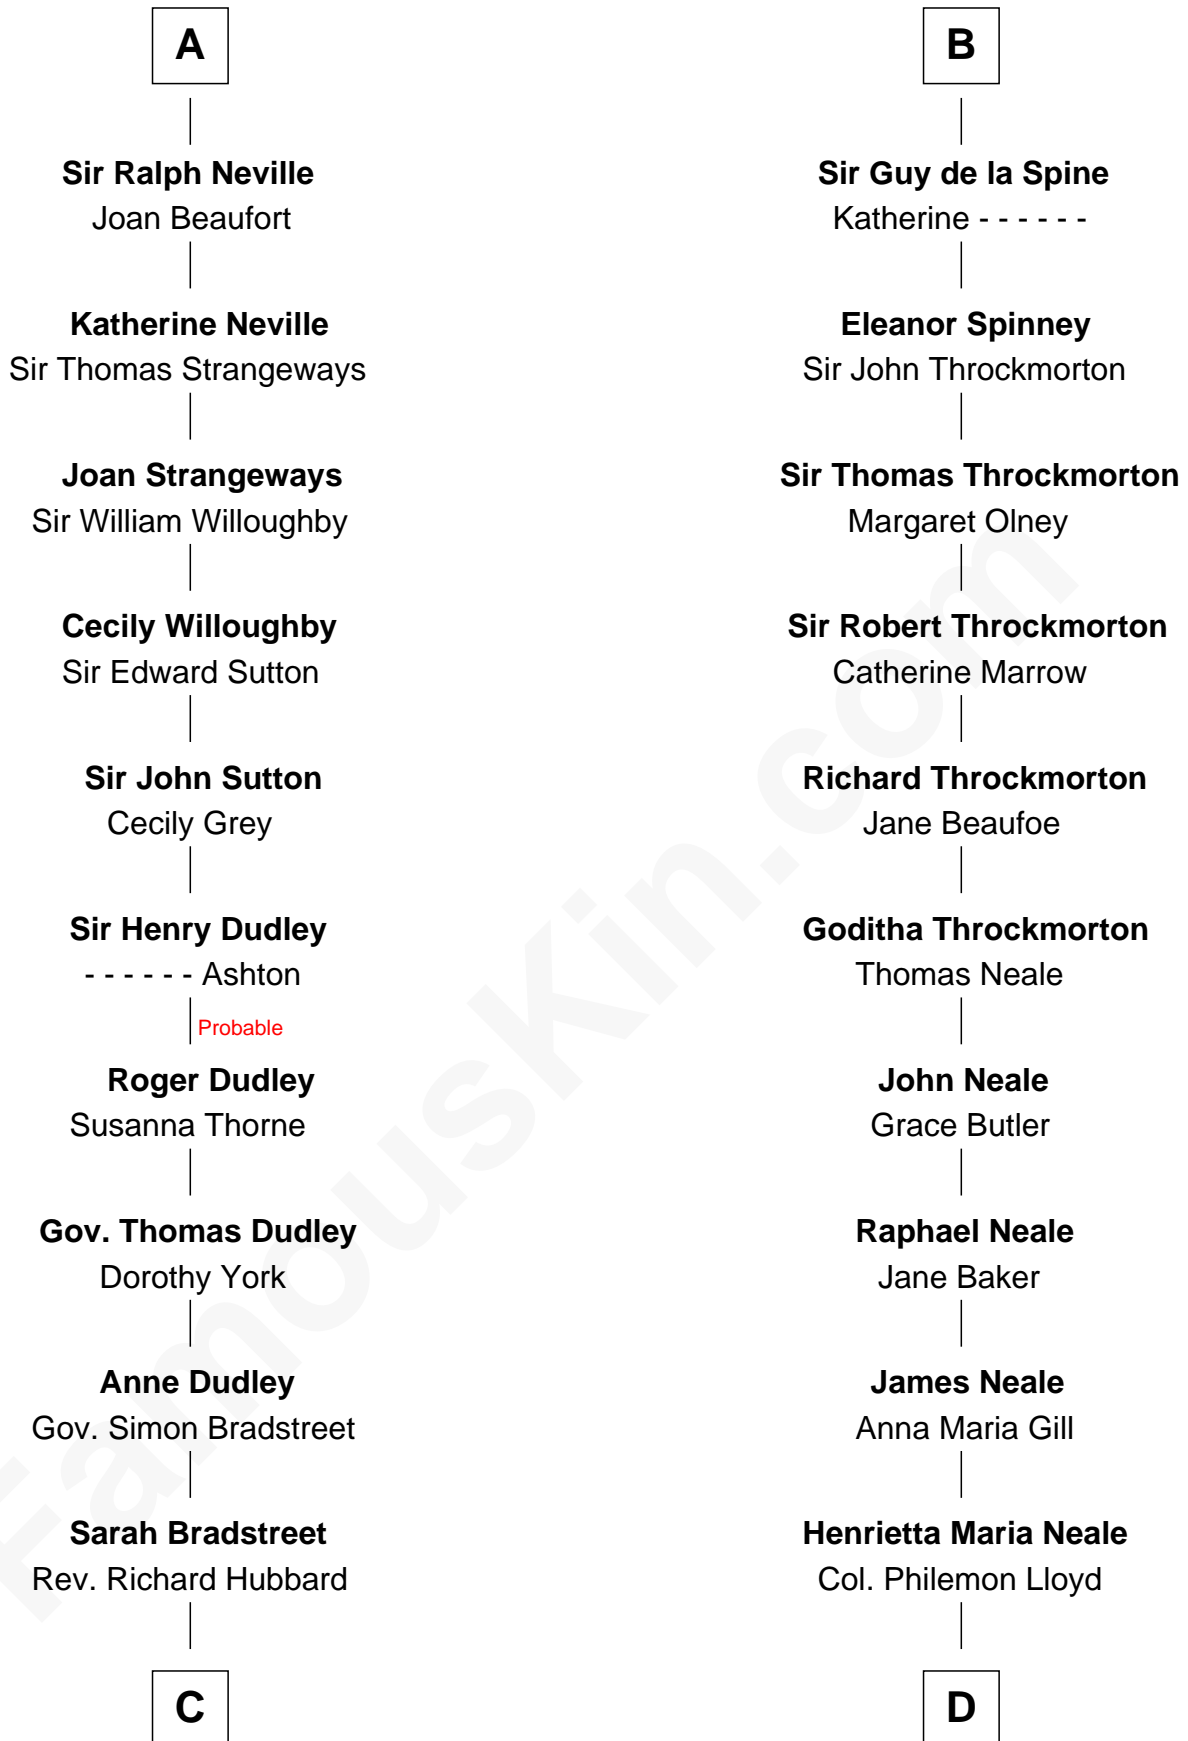 A
Sir Ralph Neville
Joan Beaufort
Katherine Neville
Sir Thomas Strangeways
Joan Strangeways
Sir William Willoughby
Cecily Willoughby
Sir Edward Sutton
Sir John Sutton
Cecily Grey
Sir Henry Dudley
- - - - - - Ashton
Probable
Roger Dudley
Susanna Thorne
Gov. Thomas Dudley
Dorothy York
Anne Dudley
Gov. Simon Bradstreet
Sarah Bradstreet
Rev. Richard Hubbard
C
B
Sir Guy de la Spine
Katherine - - - - - -
Eleanor Spinney
Sir John Throckmorton
Sir Thomas Throckmorton
Margaret Olney
Sir Robert Throckmorton
Catherine Marrow
Richard Throckmorton
Jane Beaufoe
Goditha Throckmorton
Thomas Neale
John Neale
Grace Butler
Raphael Neale
Jane Baker
James Neale
Anna Maria Gill
Henrietta Maria Neale
Col. Philemon Lloyd
D
FamousKin.com